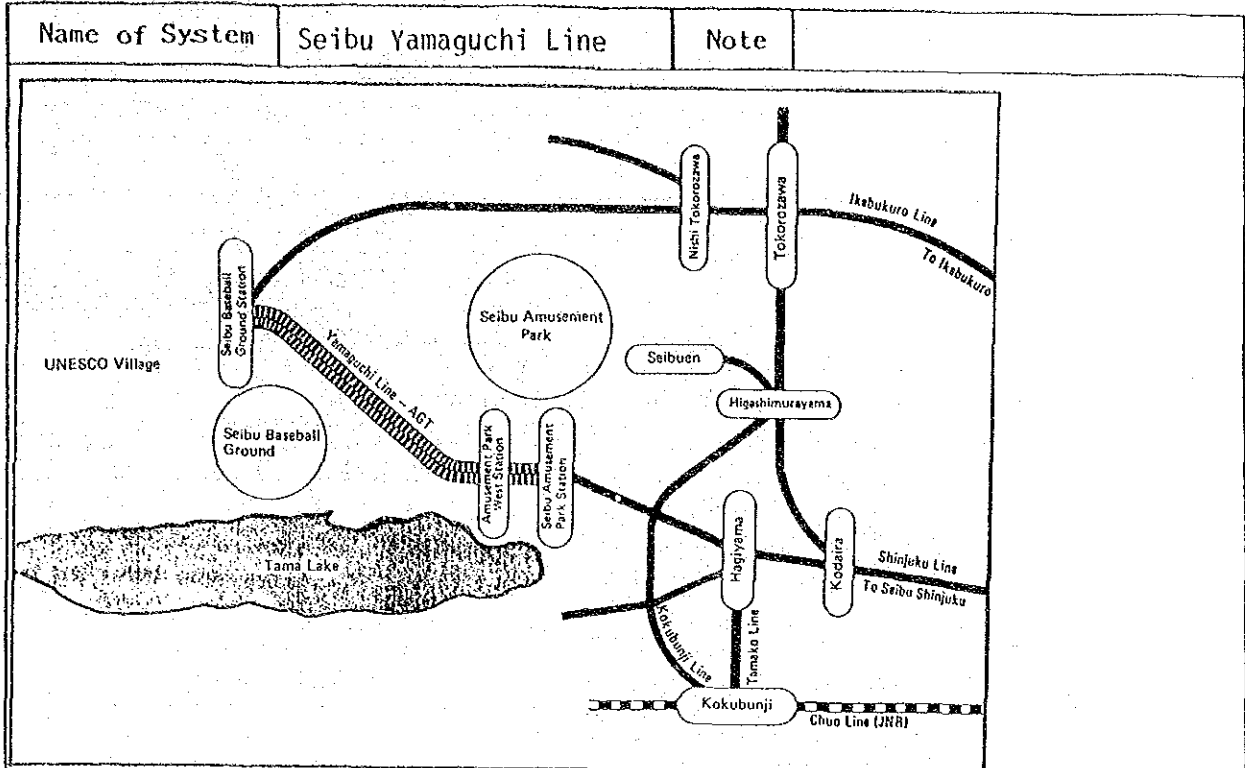 Name of System
Seibu Yamaguchi Line
Note
Nishi Tokorozawa
Tokorozawa
Ikebukuro Line
To Ikebukuro
Seibu Baseball
Ground Station
Seibu Amusement
Park
UNESCO Village
Yamaguchi Line – AGT
Seibuen
Higashimurayama
Seibu Baseball
Ground
Amusement Park
West Station
Seibu Amusement
Park Station
Hagiyama
Kodaira
Shinjuku Line
To Seibu Shinjuku
Tama Lake
Kokubunji Line
Tamako Line
Kokubunji
Chuo Line (JNR)